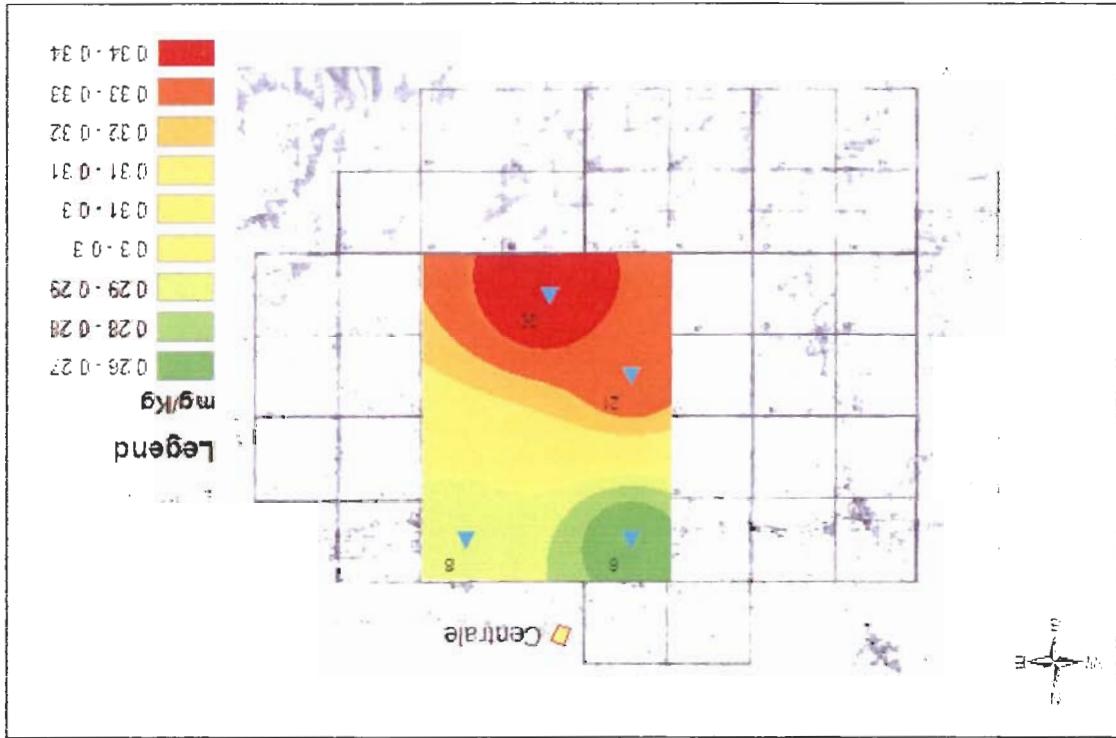 N
E
S
Centrale
8
Legend
mg/Kg
0.26 - 0.27
0.28 - 0.28
0.29 - 0.29
0.3 - 0.3
0.31 - 0.3
0.31 - 0.31
0.32 - 0.32
0.33 - 0.33
0.34 - 0.34